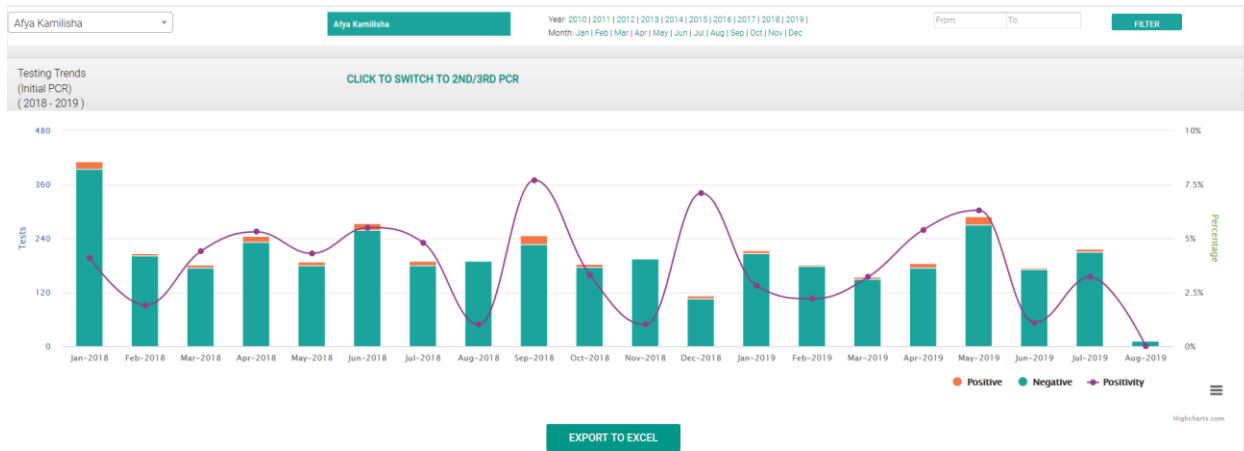 Afya Kamilisha
Afya Kamilisha
Year: 2010 | 2011 | 2012 | 2013 | 2014 | 2015 | 2016 | 2017 | 2018 | 2019 |
Month: Jan | Feb | Mar | Apr | May | Jun | Jul | Aug | Sep | Oct | Nov | Dec
From:
To:
FILTER
Testing Trends
(Initial PCR)
( 2018 - 2019 )
CLICK TO SWITCH TO 2ND/3RD PCR
480
360
240
120
0
Tests
10%
7.5%
5%
2.5%
0%
Percentage
Jan-2018 Feb-2018 Mar-2018 Apr-2018 May-2018 Jun-2018 Jul-2018 Aug-2018 Sep-2018 Oct-2018 Nov-2018 Dec-2018 Jan-2019 Feb-2019 Mar-2019 Apr-2019 May-2019 Jun-2019 Jul-2019 Aug-2019
Positive Negative Positivity
Highcharts.com
EXPORT TO EXCEL